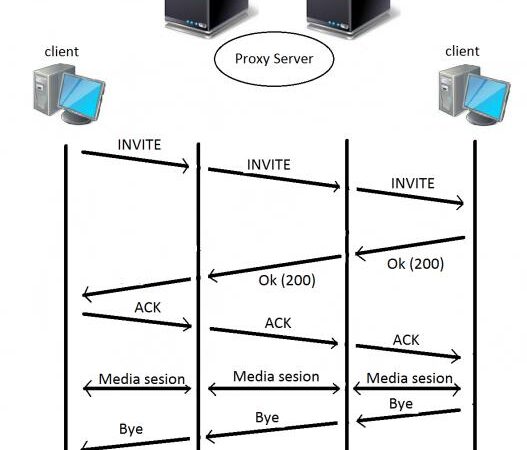 client
Proxy Server
client
INVITE
INVITE
INVITE
Ok (200)
Ok (200)
ACK
ACK
ACK
Media sesion
Media sesion
Media sesion
Bye
Bye
Bye